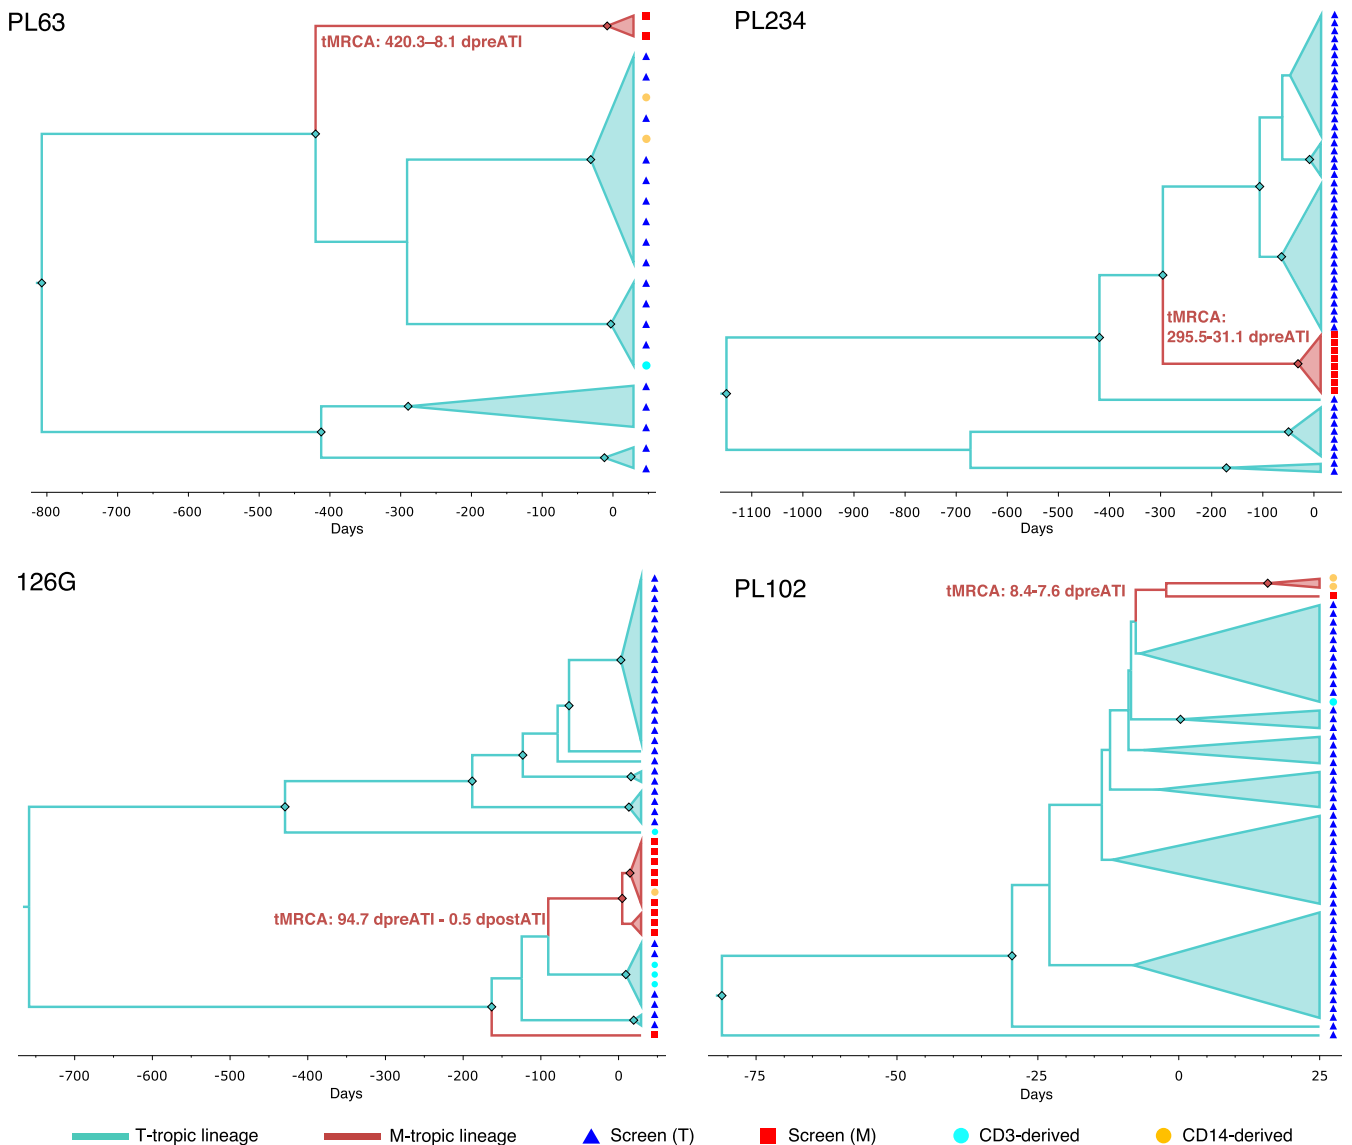 PL63
tMRCA: 420.3–8.1 dpreATI
-800 -700 -600 -500 -400 -300 -200 -100 0
Days
PL234
tMRCA:
295.5-31.1 dpreATI
-1100 -1000 -900 -800 -700 -600 -500 -400 -300 -200 -100 0
Days
126G
tMRCA: 94.7 dpreATI - 0.5 dpostATI
-700 -600 -500 -400 -300 -200 -100 0
Days
PL102
tMRCA: 8.4-7.6 dpreATI
-75 -50 -25 0 25
Days
T-tropic lineage M-tropic lineage Screen (T) Screen (M) CD3-derived CD14-derived